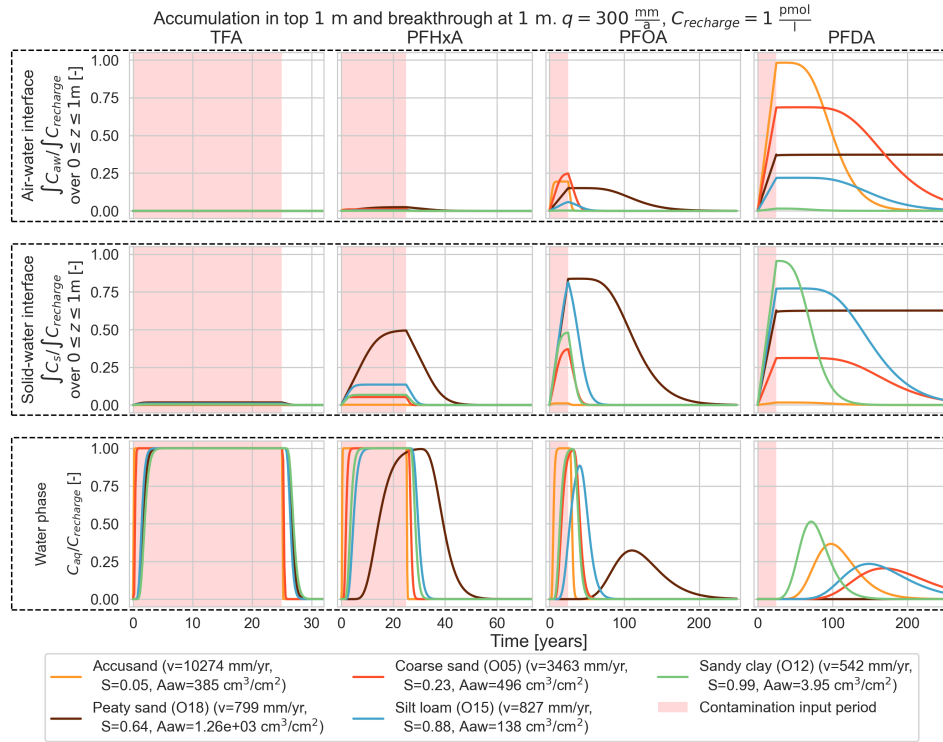 Accumulation in top 1 m and breakthrough at 1 m. q = 300 mm/a, C_recharge = 1 pmol/l
TFA PFHxA PFOA PFDA
Air-water interface
∫C_aw/∫C_recharge
over 0 ≤ z ≤ 1m [-]
1.00
0.75
0.50
0.25
0.00
Solid-water interface
∫C_s/∫C_recharge
over 0 ≤ z ≤ 1m [-]
1.00
0.75
0.50
0.25
0.00
Water phase
C_aq/C_recharge [-]
1.00
0.75
0.50
0.25
0.00
0 10 20 30 0 20 40 60 0 100 200 0 100 200
Time [years]
Accusand (v=10274 mm/yr,
S=0.05, Aaw=385 cm³/cm²)
Peaty sand (O18) (v=799 mm/yr,
S=0.64, Aaw=1.26e+03 cm³/cm²)
Coarse sand (O05) (v=3463 mm/yr,
S=0.23, Aaw=496 cm³/cm²)
Silt loam (O15) (v=827 mm/yr,
S=0.88, Aaw=138 cm³/cm²)
Sandy clay (O12) (v=542 mm/yr,
S=0.99, Aaw=3.95 cm³/cm²)
Contamination input period